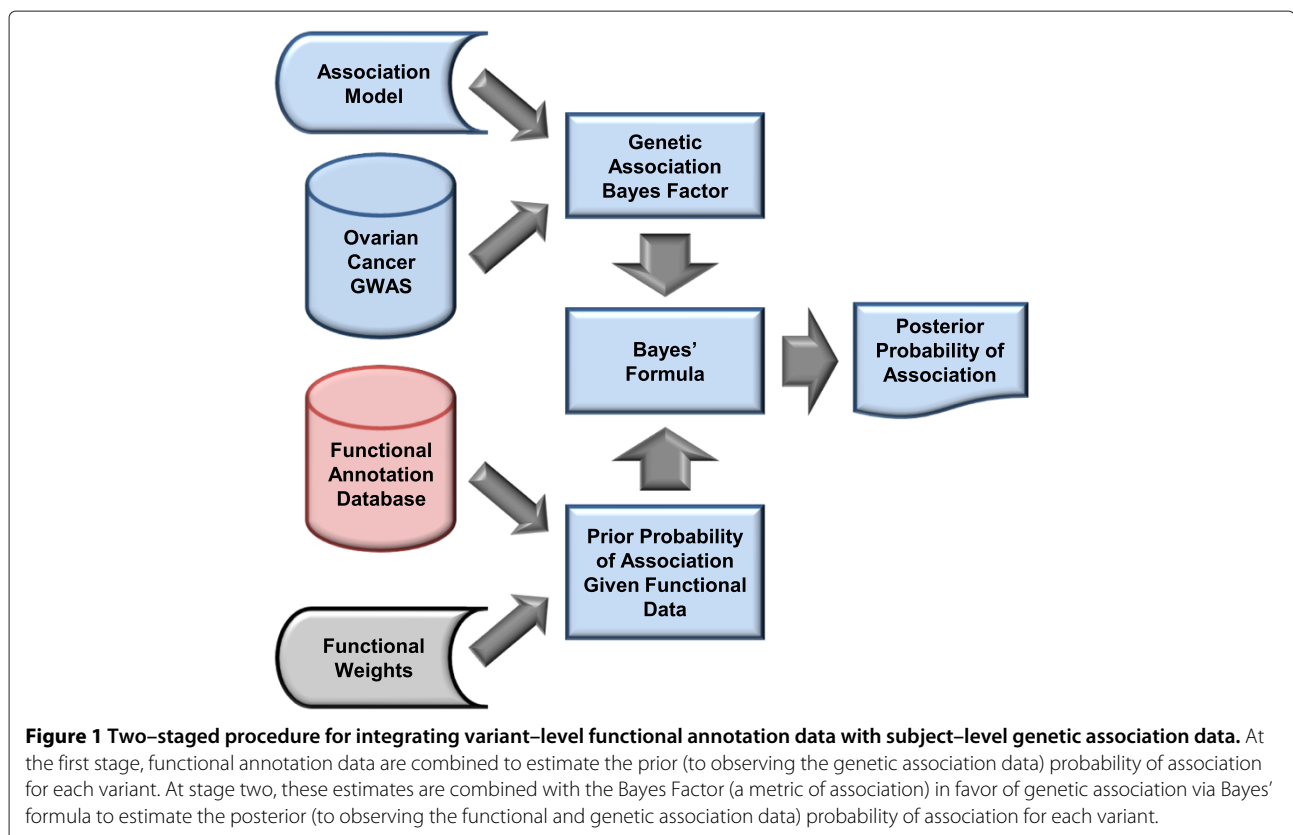 Association
Model
Genetic
Association
Bayes Factor
Ovarian
Cancer
GWAS
Bayes’
Formula
Posterior
Probability of
Association
Functional
Annotation
Database
Prior Probability
of Association
Given Functional
Data
Functional
Weights
Figure 1 Two–staged procedure for integrating variant–level functional annotation data with subject–level genetic association data. At
the first stage, functional annotation data are combined to estimate the prior (to observing the genetic association data) probability of association
for each variant. At stage two, these estimates are combined with the Bayes Factor (a metric of association) in favor of genetic association via Bayes’
formula to estimate the posterior (to observing the functional and genetic association data) probability of association for each variant.